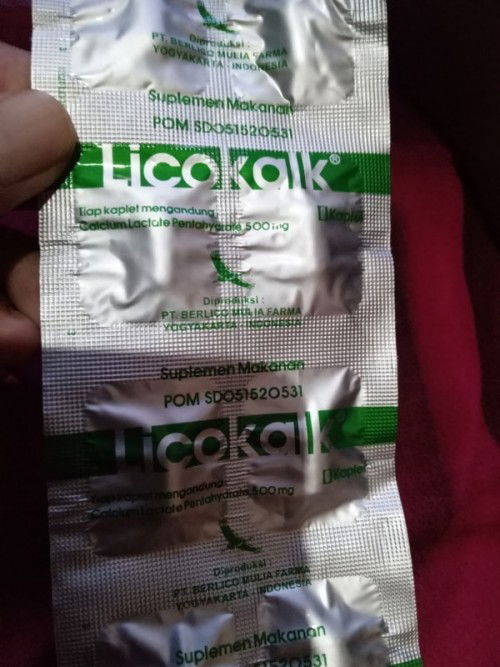 Diproduksi :
PT. BERLICO MULIA FARMA
YOGYAKARTA - INDONESIA
Suplemen Makanan
POM SD051520531
Licokalk®
Tiap kaplet mengandung
Calcium Lactate Pentahydrate 500 mg
Kaplet
Diproduksi :
PT. BERLICO MULIA FARMA
YOGYAKARTA - INDONESIA
Suplemen Makanan
POM SD051520531
Licokalk®
Tiap kaplet mengandung
Calcium Lactate Pentahydrate 500 mg
Kaplet
Diproduksi :
PT. BERLICO MULIA FARMA
YOGYAKARTA - INDONESIA
Suplemen Makanan